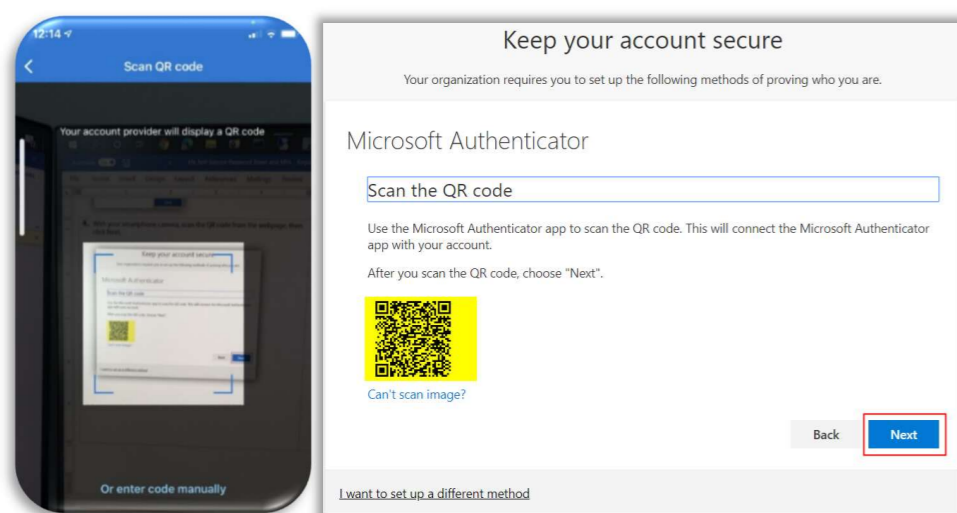 12:14
Scan QR code
Your account provider will display a QR code
Keep your account secure
Microsoft Authenticator
Scan the QR code
Or enter code manually
Keep your account secure
Your organization requires you to set up the following methods of proving who you are.
Microsoft Authenticator
Scan the QR code
Use the Microsoft Authenticator app to scan the QR code. This will connect the Microsoft Authenticator
app with your account.
After you scan the QR code, choose "Next".
Can't scan image?
Back
Next
I want to set up a different method